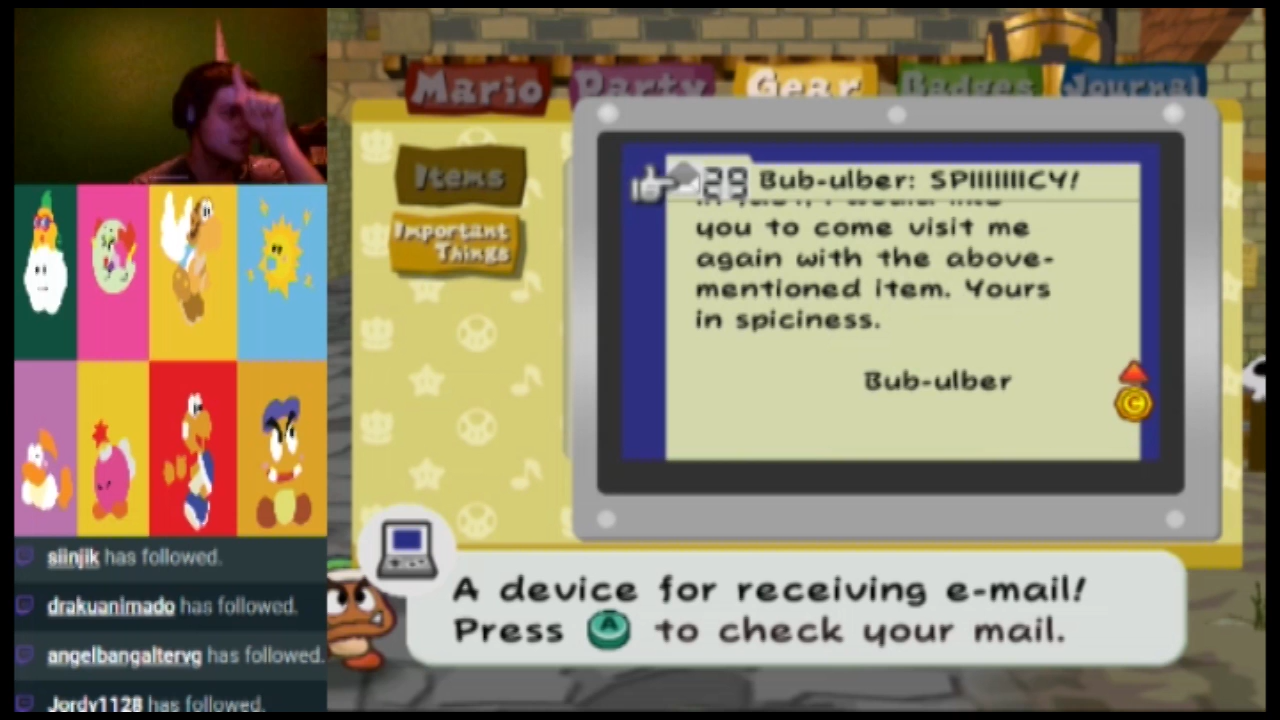 Mario Party Gear Badges Journal
Items
Important Things
29 Bub-ulber: SPIIIIIIICY!
you to come visit me
again with the above-
mentioned item. Yours
in spiciness.
Bub-ulber
C
A device for receiving e-mail!
Press A to check your mail.
siinjik has followed.
drakuanimado has followed.
angelbangaltervg has followed.
Jordy1128 has followed.